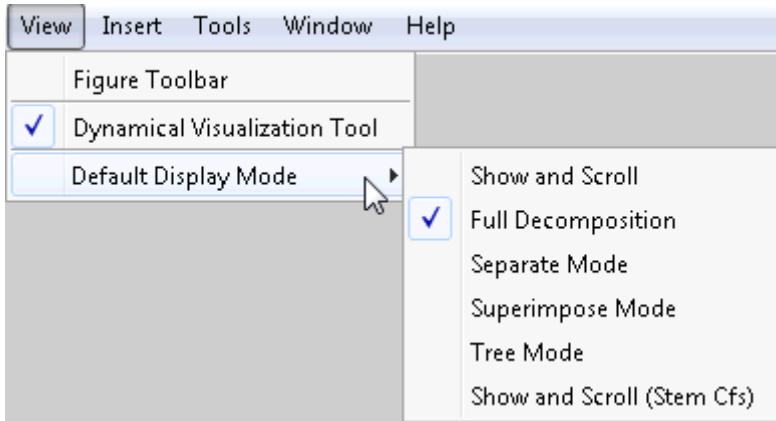 View Insert Tools Window Help
Figure Toolbar
Dynamical Visualization Tool
Default Display Mode
Show and Scroll
Full Decomposition
Separate Mode
Superimpose Mode
Tree Mode
Show and Scroll (Stem Cfs)